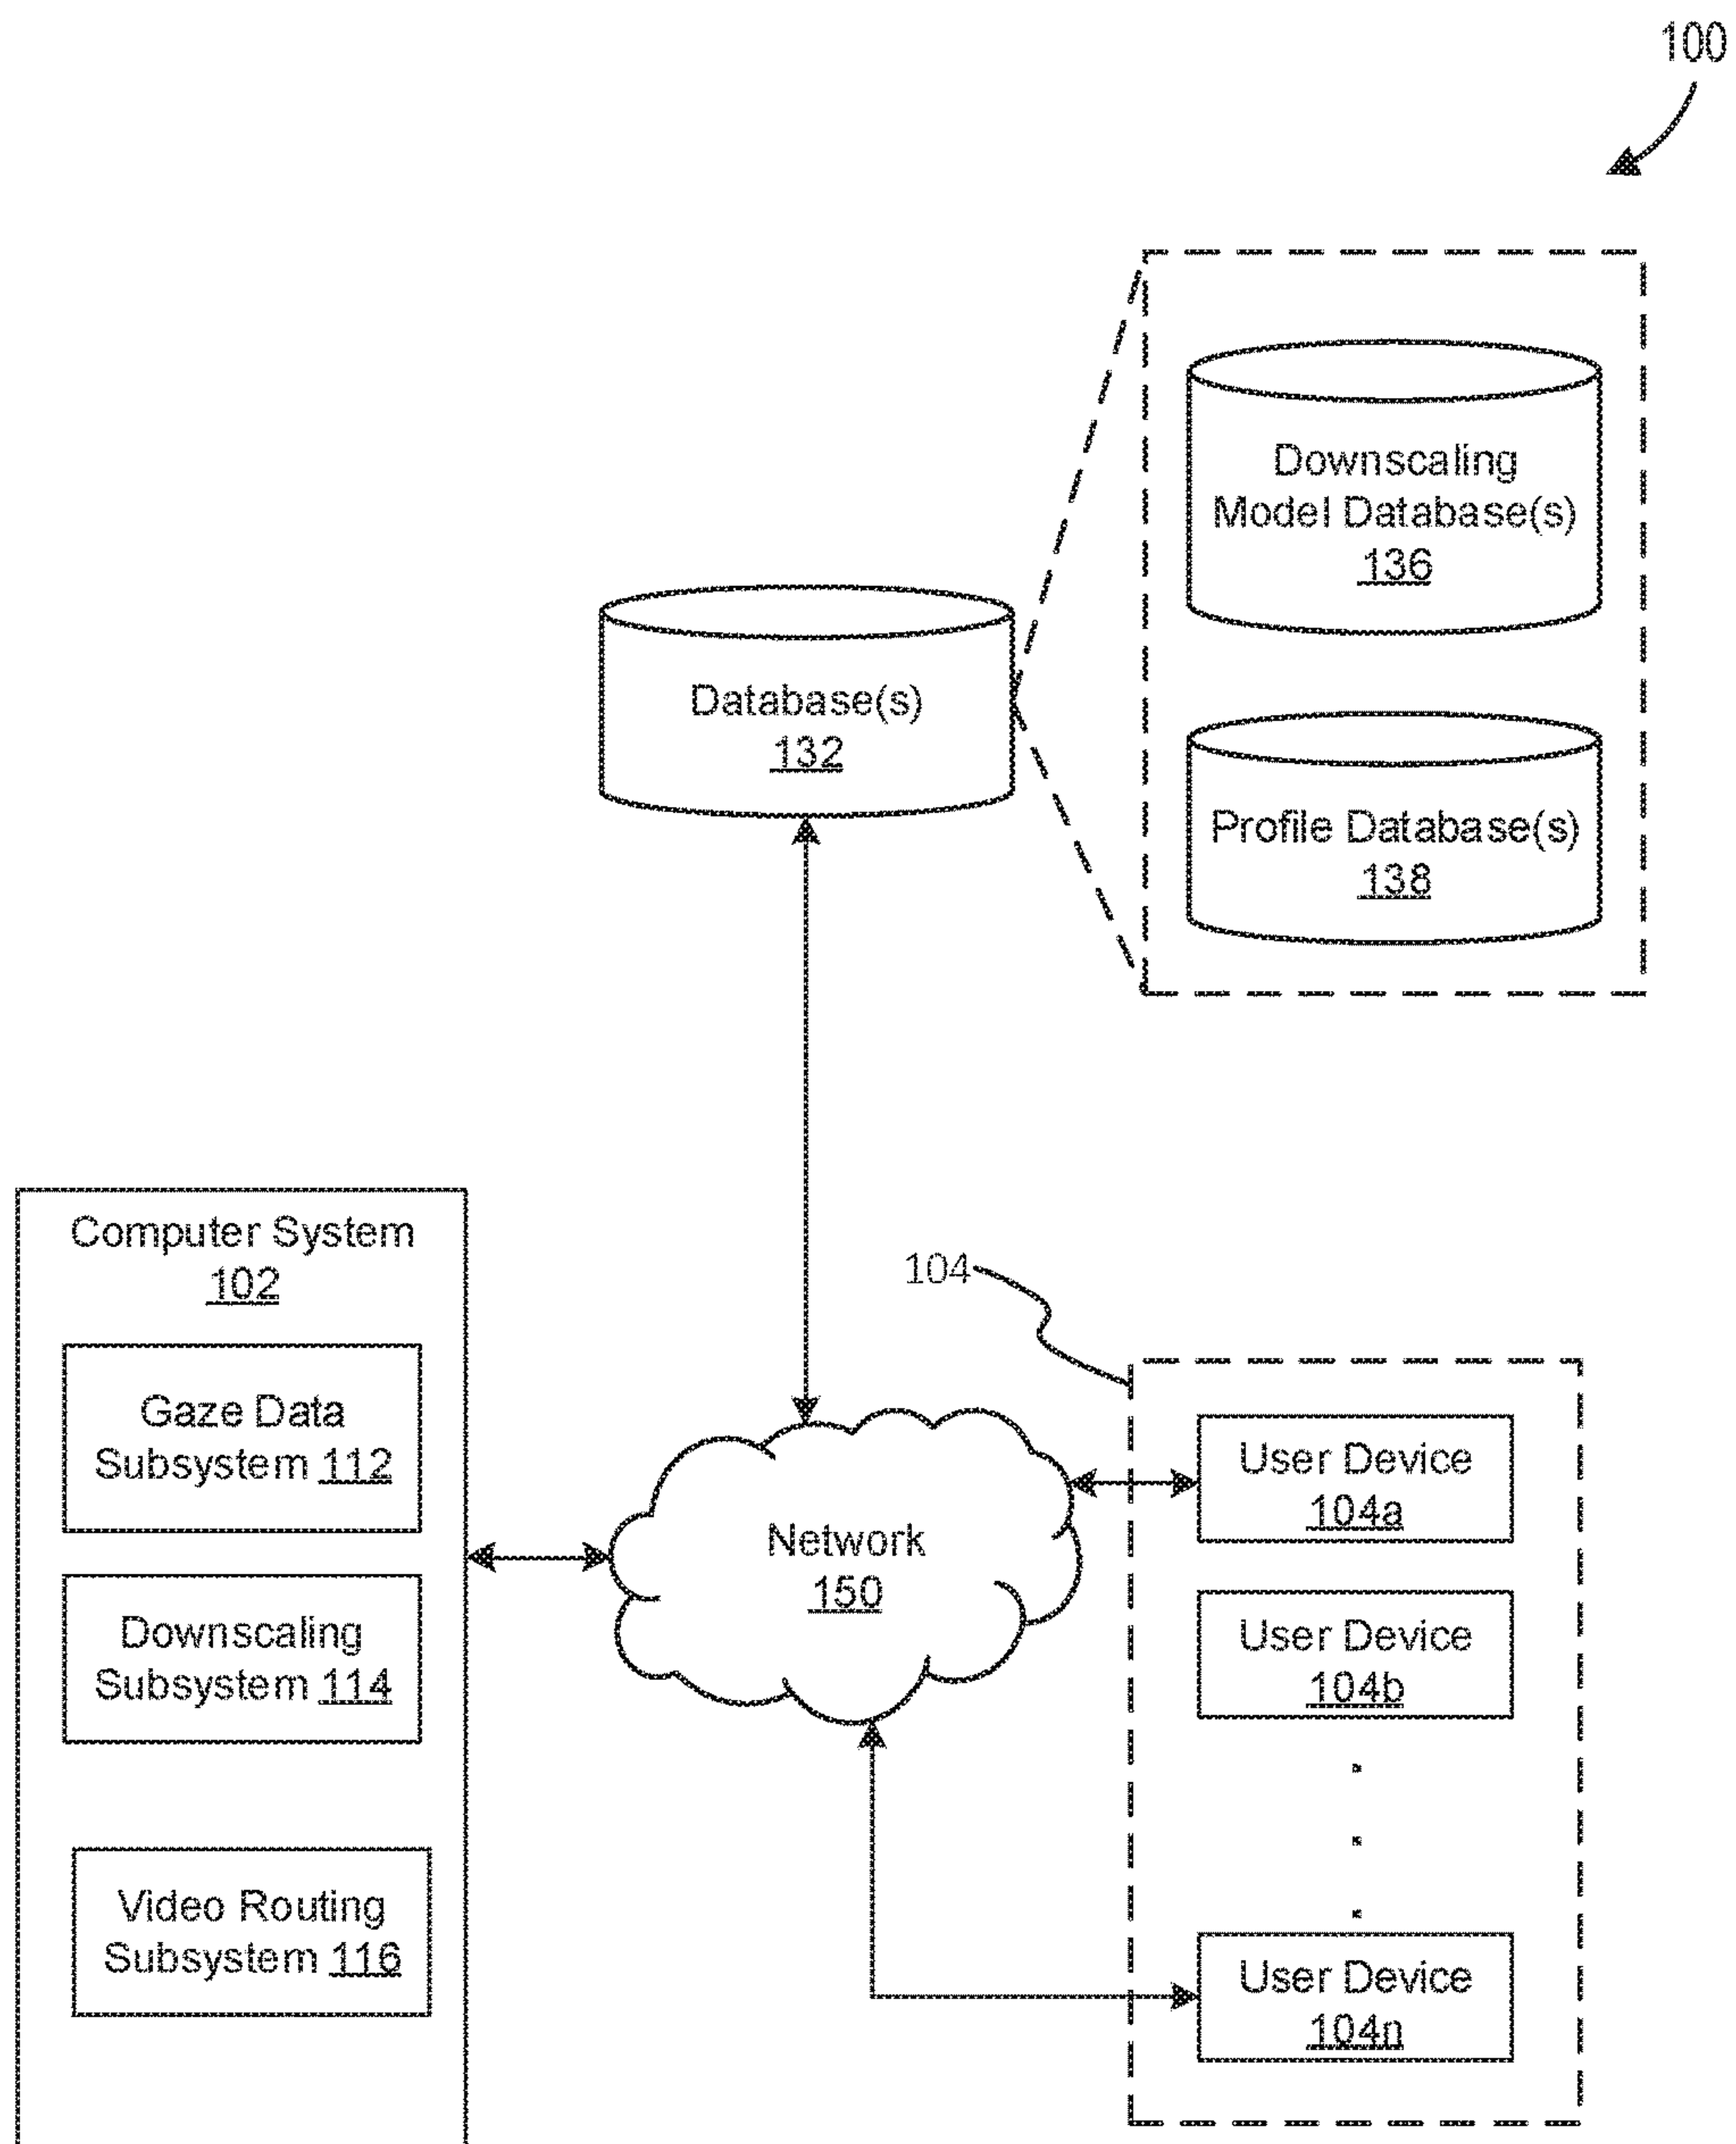 100
Downscaling
Model Database(s)
136
Database(s)
132
Profile Database(s)
138
Computer System
102
Gaze Data
Subsystem 112
Downscaling
Subsystem 114
Video Routing
Subsystem 116
Network
150
104
User Device
104a
User Device
104b
User Device
104n